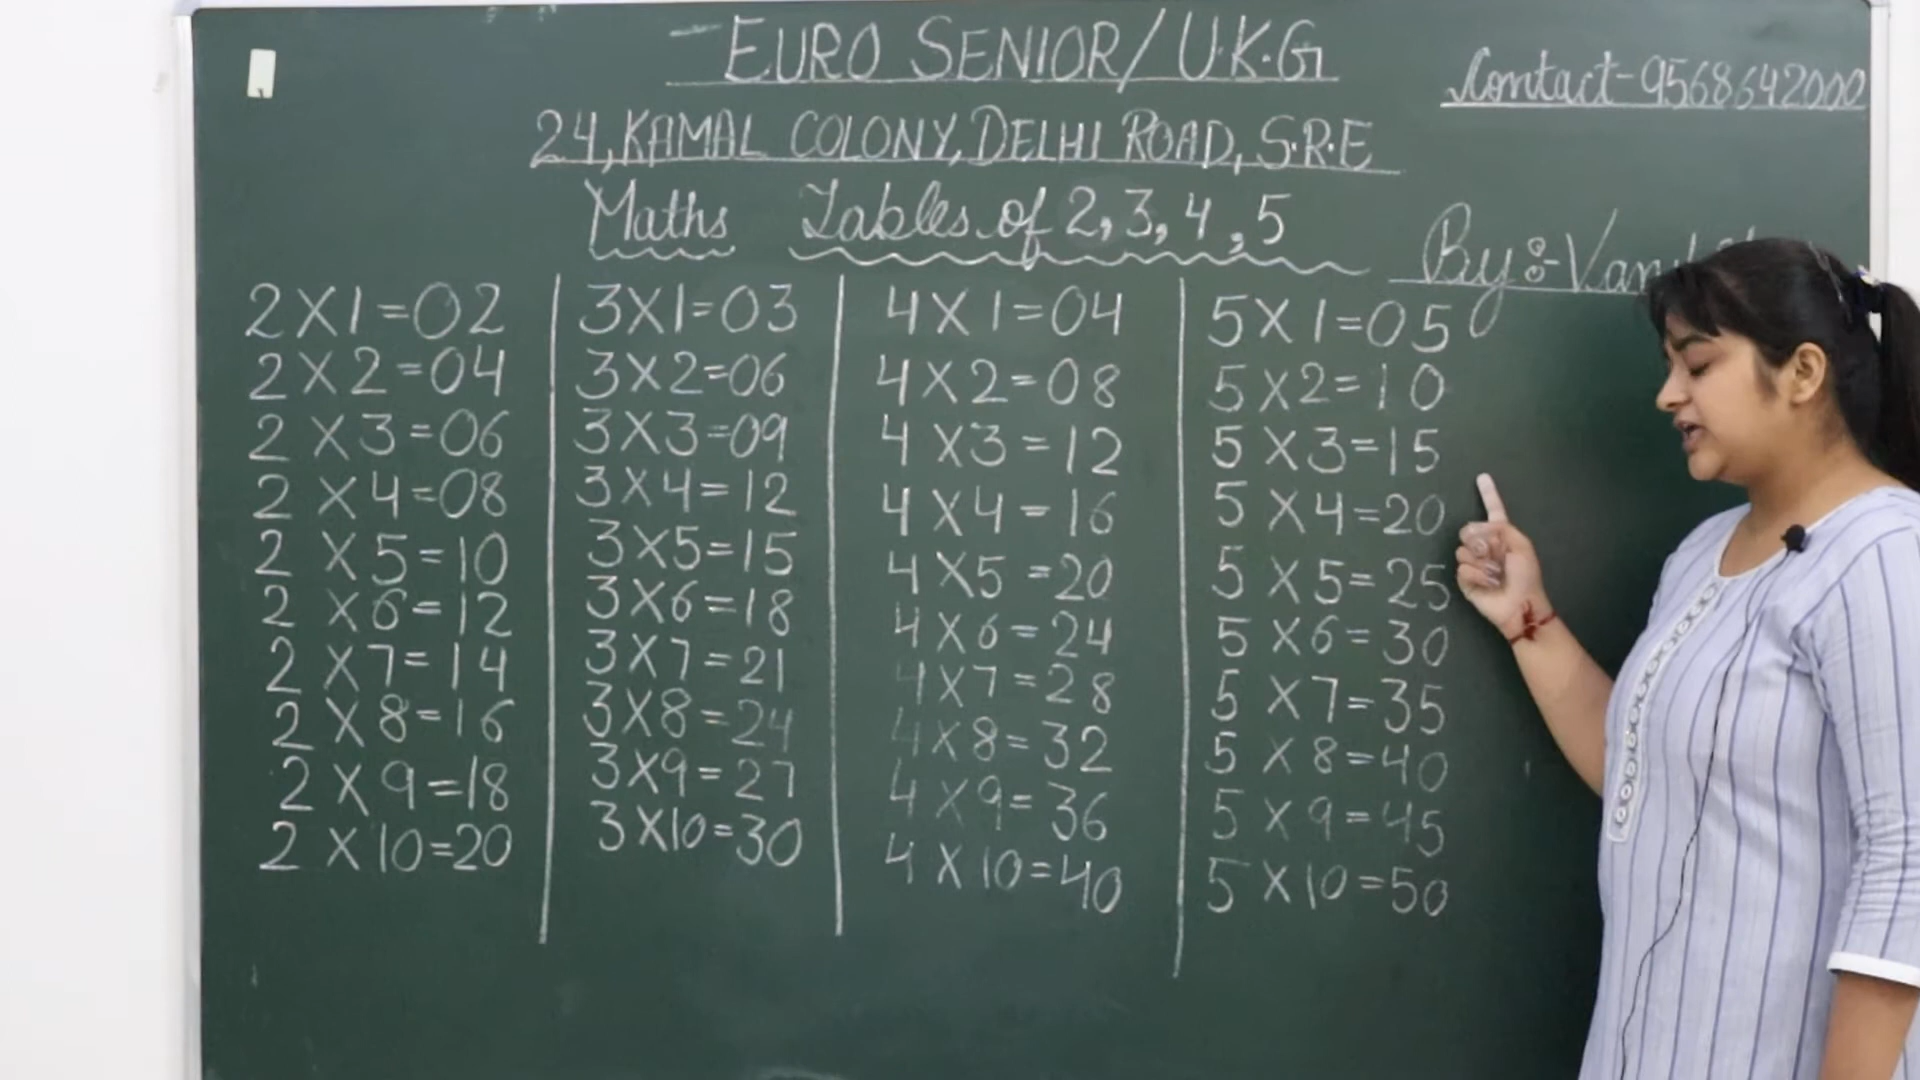 EURO SENIOR/U.K.G
Contact-9568642000
24, KAMAL COLONY, DELHI ROAD, S.R.E
Maths Tables of 2, 3, 4, 5
By:-
2X1=02
2X2=04
2X3=06
2X4=08
2X5=10
2X6=12
2X7=14
2X8=16
2X9=18
2X10=20
3X1=03
3X2=06
3X3=09
3X4=12
3X5=15
3X6=18
3X7=21
3X8=24
3X9=27
3X10=30
4X1=04
4X2=08
4X3=12
4X4=16
4X5=20
4X6=24
4X7=28
4X8=32
4X9=36
4X10=40
5X1=05
5X2=10
5X3=15
5X4=20
5X5=25
5X6=30
5X7=35
5X8=40
5X9=45
5X10=50